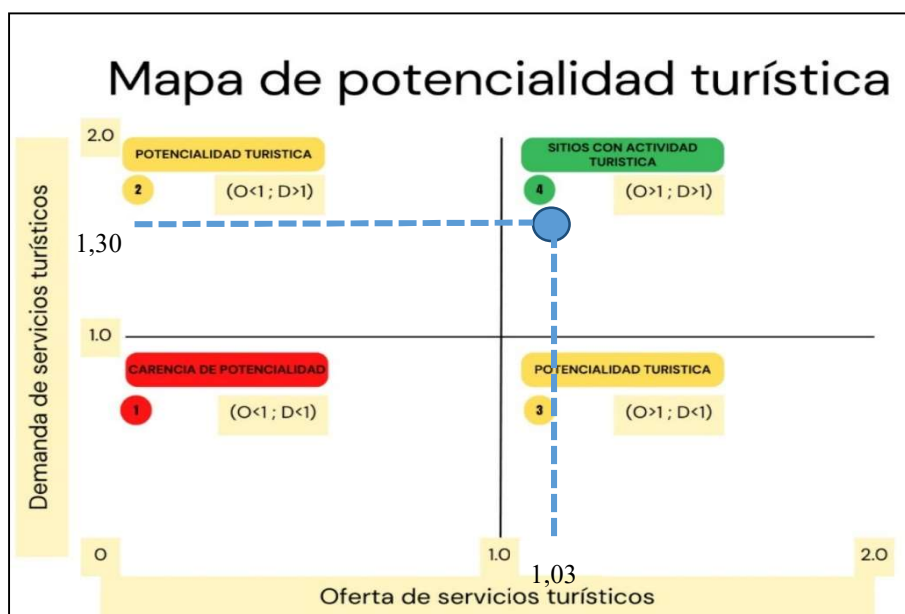 Mapa de potencialidad turística
Demanda de servicios turísticos
2.0
POTENCIALIDAD TURISTICA
2
(O<1 ; D>1)
SITIOS CON ACTIVIDAD
TURISTICA
4
(O>1 ; D>1)
1,30
1.0
CARENCIA DE POTENCIALIDAD
1
(O<1 ; D<1)
POTENCIALIDAD TURISTICA
3
(O>1 ; D<1)
0
1.0
1,03
2.0
Oferta de servicios turísticos